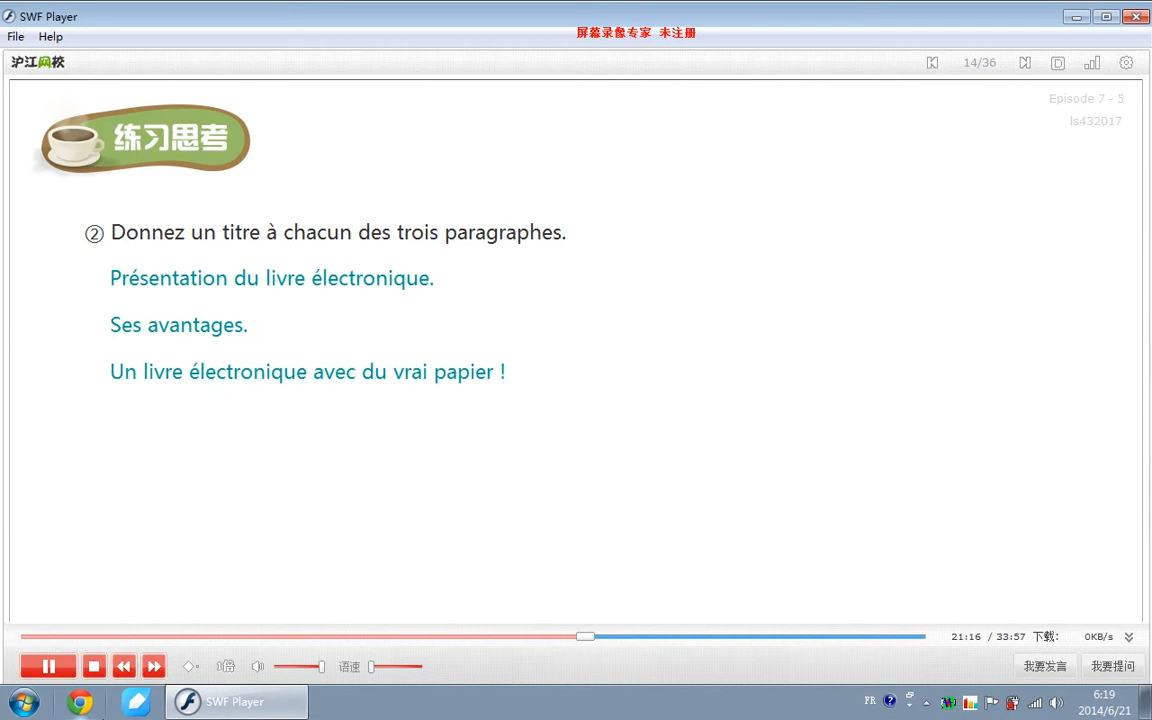 SWF Player
File Help
屏幕录像专家 未注册
沪江网校
14/36
Episode 7 - 5
ls432017
练习思考
② Donnez un titre à chacun des trois paragraphes.
Présentation du livre électronique.
Ses avantages.
Un livre électronique avec du vrai papier !
21:16 / 33:57 下载: 0KB/s
1倍 语速
我要发言 我要提问
SWF Player
FR
6:19
2014/6/21